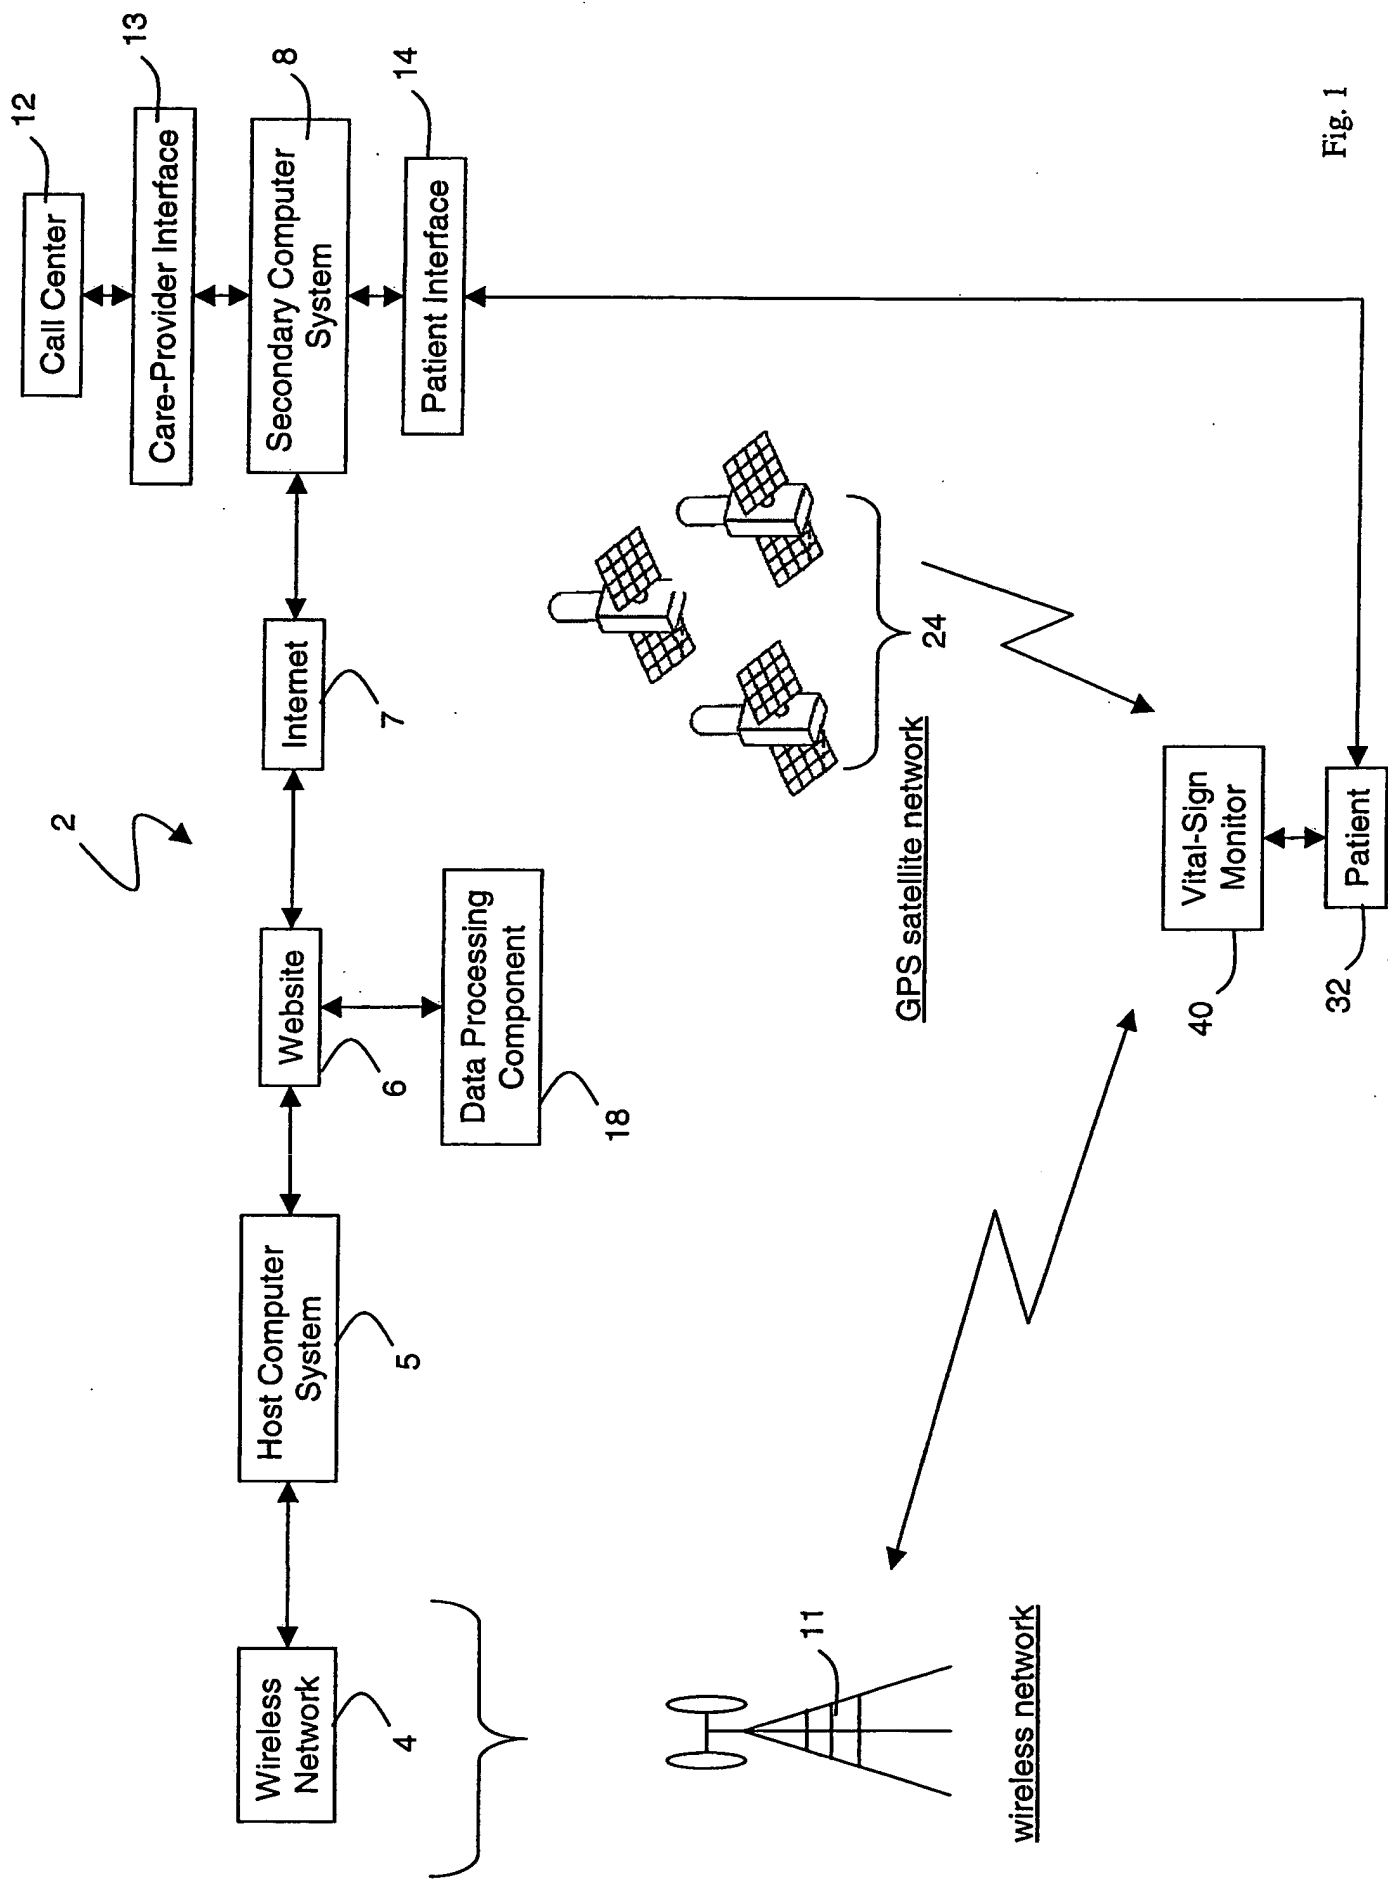 2
Wireless
Network
4
Host Computer
System
5
Website
6
Internet
7
Secondary Computer
System
8
Call Center
12
Care-Provider Interface
13
Patient Interface
14
Data Processing
Component
18
11
wireless network
GPS satellite network
24
Vital-Sign
Monitor
40
Patient
32
Fig. 1